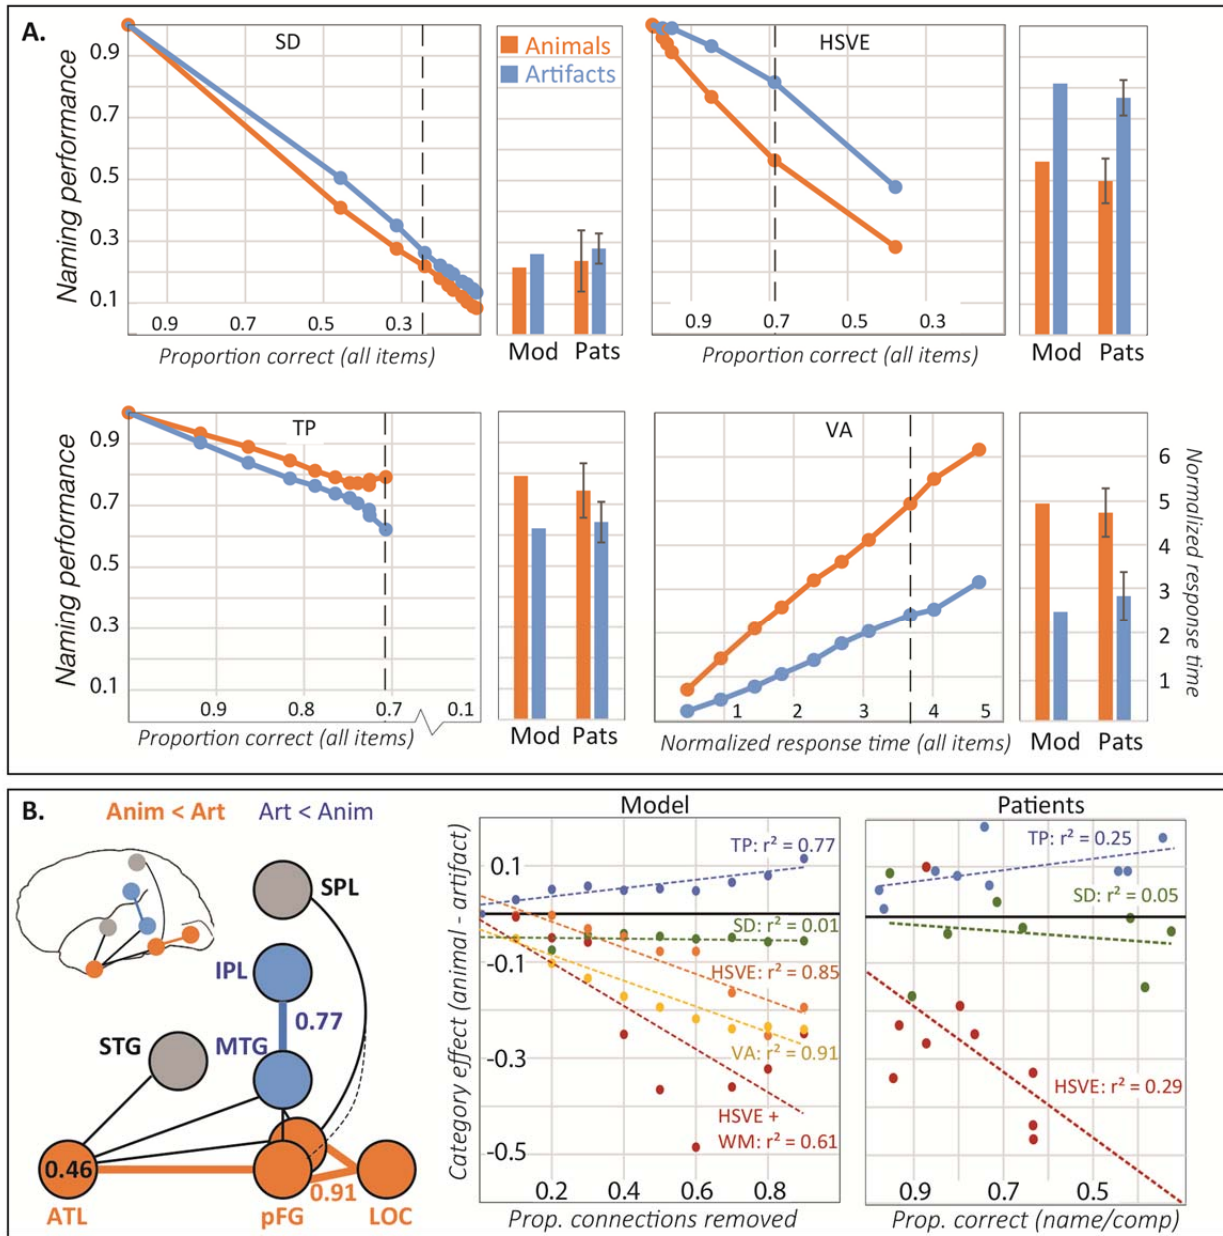 A.
SD
Animals
Artifacts
HSVE
Naming performance
0.9
0.7
0.5
0.3
0.1
0.9 0.7 0.5 0.3
Proportion correct (all items)
Mod Pats
0.9 0.7 0.5 0.3
Proportion correct (all items)
Mod Pats
TP
VA
Naming performance
0.9
0.7
0.5
0.3
0.1
0.9 0.8 0.7 0.1
Proportion correct (all items)
Mod Pats
1 2 3 4 5
Normalized response time (all items)
Mod Pats
6
5
4
3
2
1
Normalized response time
B.
Anim < Art
Art < Anim
SPL
IPL
0.77
STG
MTG
0.46
0.91
ATL
pFG
LOC
Model
Category effect (animal - artifact)
0.1
-0.1
-0.3
-0.5
TP: r² = 0.77
SD: r² = 0.01
HSVE: r² = 0.85
VA: r² = 0.91
HSVE +
WM: r² = 0.61
0.2 0.4 0.6 0.8
Prop. connections removed
Patients
TP: r² = 0.25
SD: r² = 0.05
HSVE: r² = 0.29
0.9 0.7 0.5
Prop. correct (name/comp)